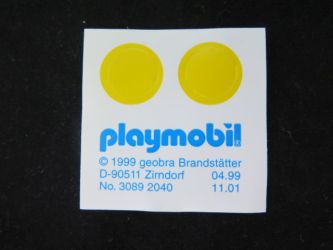 playmobil®
© 1999 geobra Brandstätter
D-90511 Zirndorf 04.99
No. 3089 2040 11.01